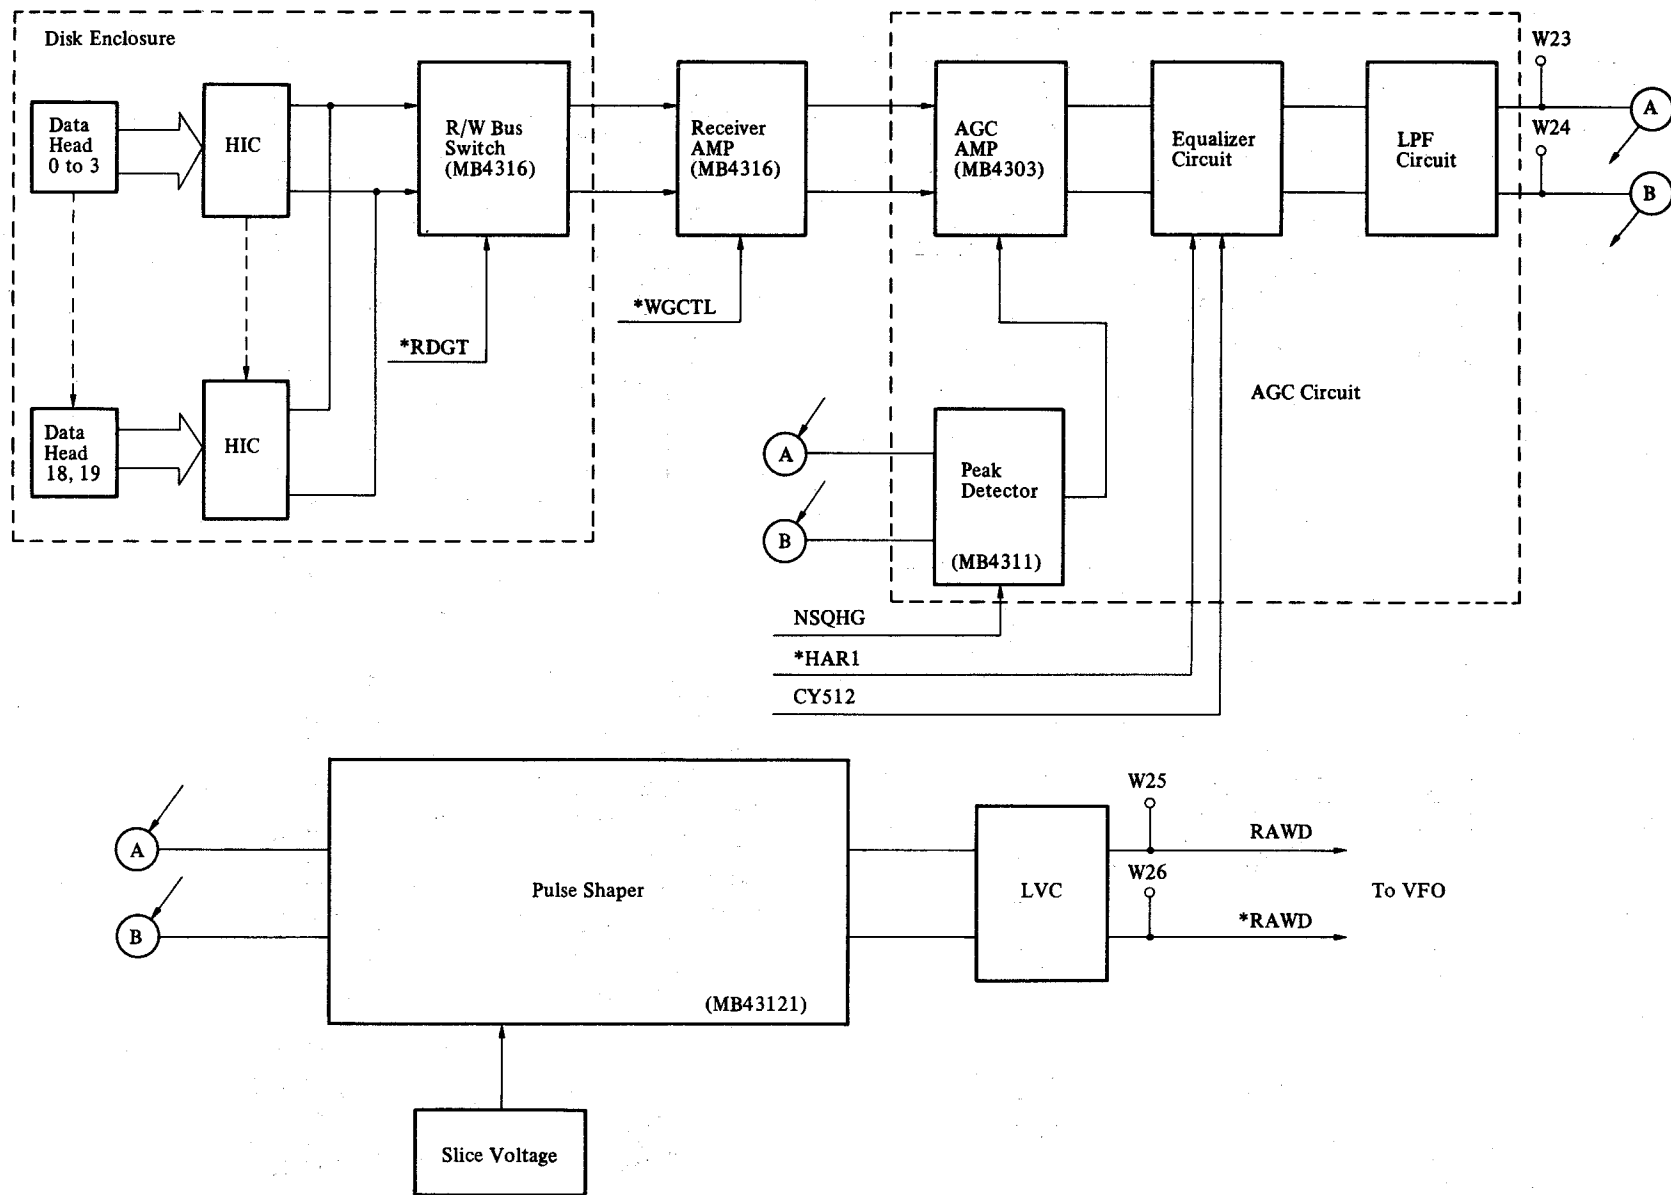 Disk Enclosure
Data
Head
0 to 3
HIC
R/W Bus
Switch
(MB4316)
*RDGT
Data
Head
18, 19
HIC
Receiver
AMP
(MB4316)
*WGCTL
AGC
AMP
(MB4303)
Equalizer
Circuit
LPF
Circuit
W23
A
W24
B
AGC Circuit
A
B
Peak
Detector
(MB4311)
NSQHG
*HAR1
CY512
A
B
Pulse Shaper
(MB43121)
Slice Voltage
LVC
W25
RAWD
W26
*RAWD
To VFO